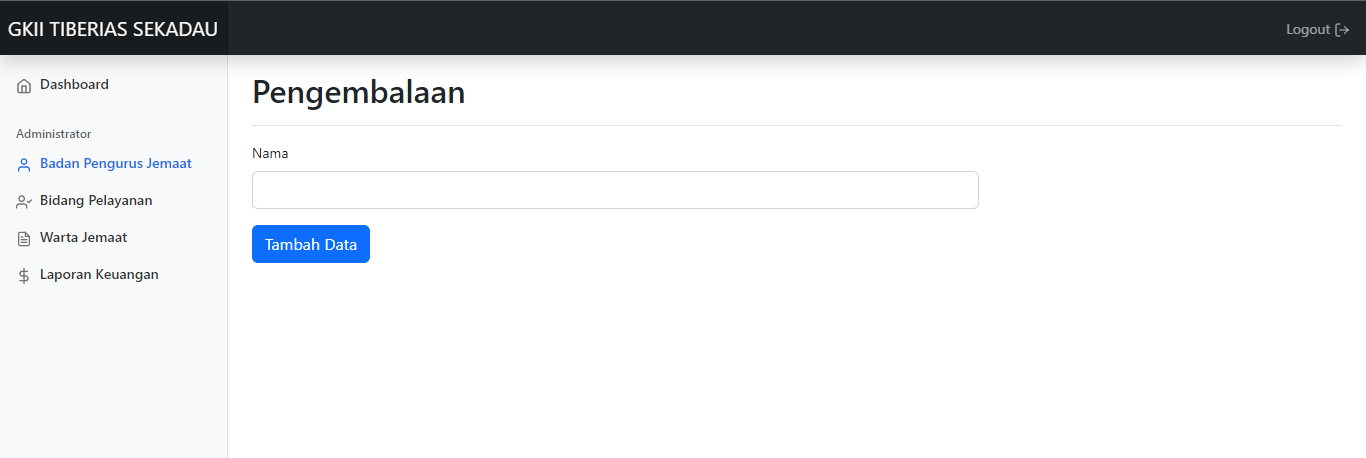 GKII TIBERIAS SEKADAU
Logout
Dashboard
Administrator
Badan Pengurus Jemaat
Bidang Pelayanan
Warta Jemaat
Laporan Keuangan
Pengembalaan
Nama
Tambah Data